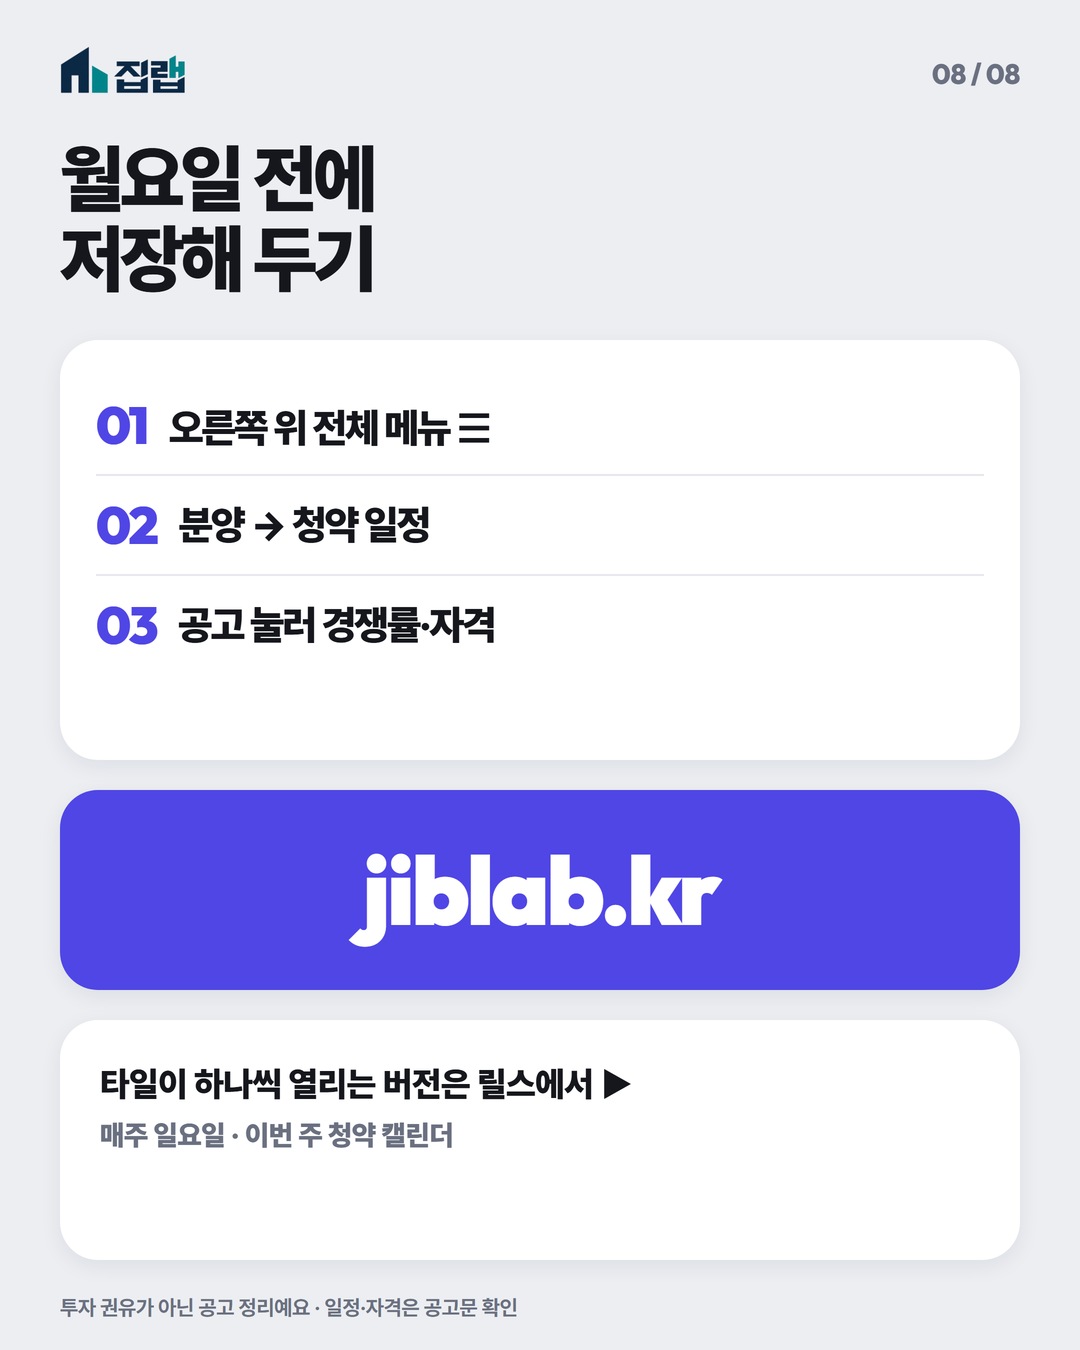 집랩
08 / 08
월요일 전에
저장해 두기
01 오른쪽 위 전체 메뉴 ☰
02 분양 → 청약 일정
03 공고 눌러 경쟁률·자격
jiblab.kr
타일이 하나씩 열리는 버전은 릴스에서 ▶
매주 일요일 · 이번 주 청약 캘린더
투자 권유가 아닌 공고 정리예요 · 일정·자격은 공고문 확인